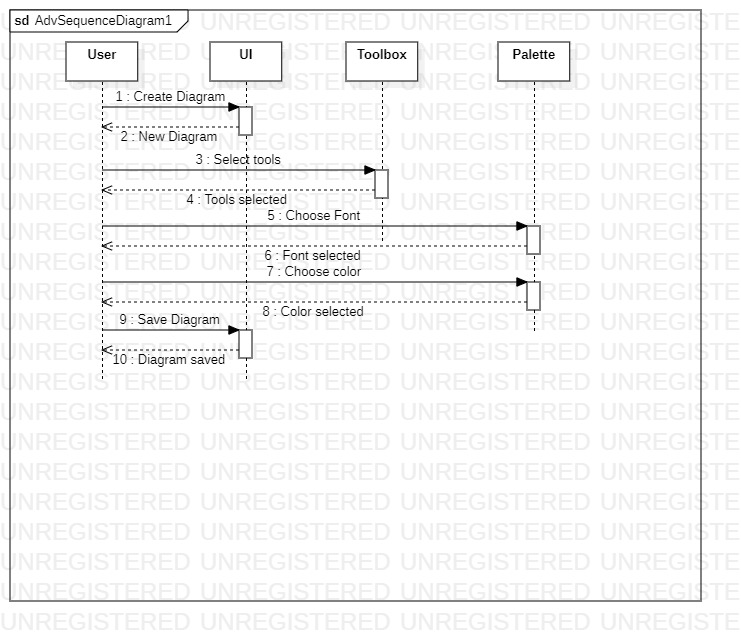 sd AdvSequenceDiagram1
User
UI
Toolbox
Palette
1 : Create Diagram
2 : New Diagram
3 : Select tools
4 : Tools selected
5 : Choose Font
6 : Font selected
7 : Choose color
8 : Color selected
9 : Save Diagram
10 : Diagram saved
UNREGISTERED UNREGISTERED UNREGISTERED UNREGISTERED